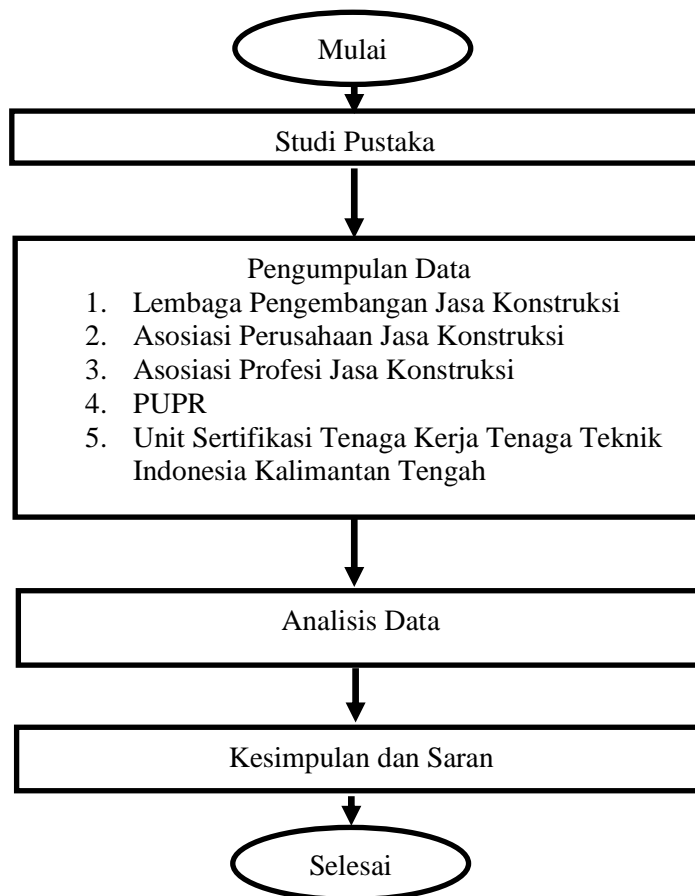 Mulai
Studi Pustaka
Pengumpulan Data
1. Lembaga Pengembangan Jasa Konstruksi
2. Asosiasi Perusahaan Jasa Konstruksi
3. Asosiasi Profesi Jasa Konstruksi
4. PUPR
5. Unit Sertifikasi Tenaga Kerja Tenaga Teknik
Indonesia Kalimantan Tengah
Analisis Data
Kesimpulan dan Saran
Selesai